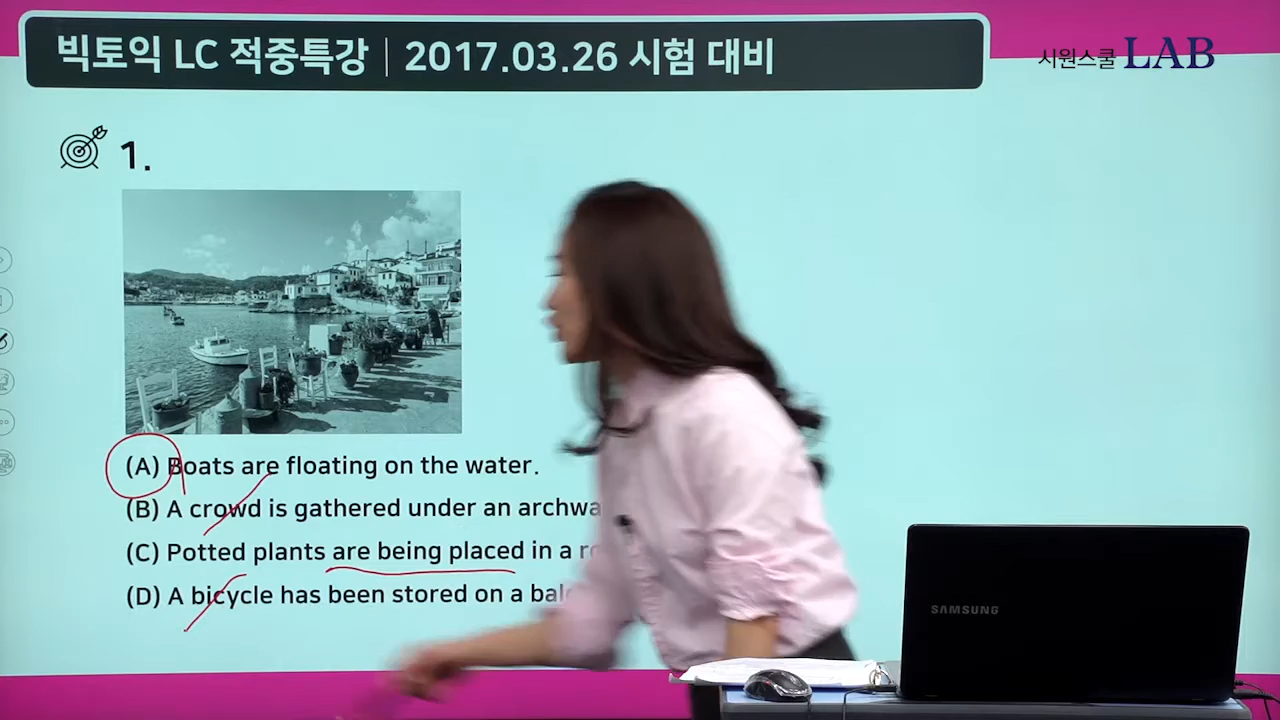 빅토익 LC 적중특강 | 2017.03.26 시험 대비
시원스쿨 LAB
1.
(A) Boats are floating on the water.
(B) A crowd is gathered under an
(C) Potted plants are being placed in a
(D) A bicycle has been stored on a
SAMSUNG